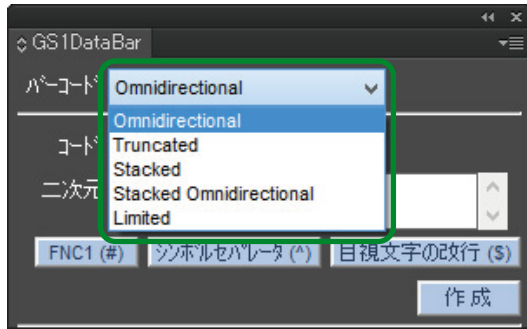 GS1DataBar
ﾊﾞｰｺｰﾄﾞ Omnidirectional
Omnidirectional
ｺｰﾄﾞ Truncated
Stacked
二次元 Stacked Omnidirectional
Limited
FNC1 (#) ｼﾝﾎﾞﾙｾﾊﾟﾚｰﾀ (^) 目視文字の改行 ($)
作成